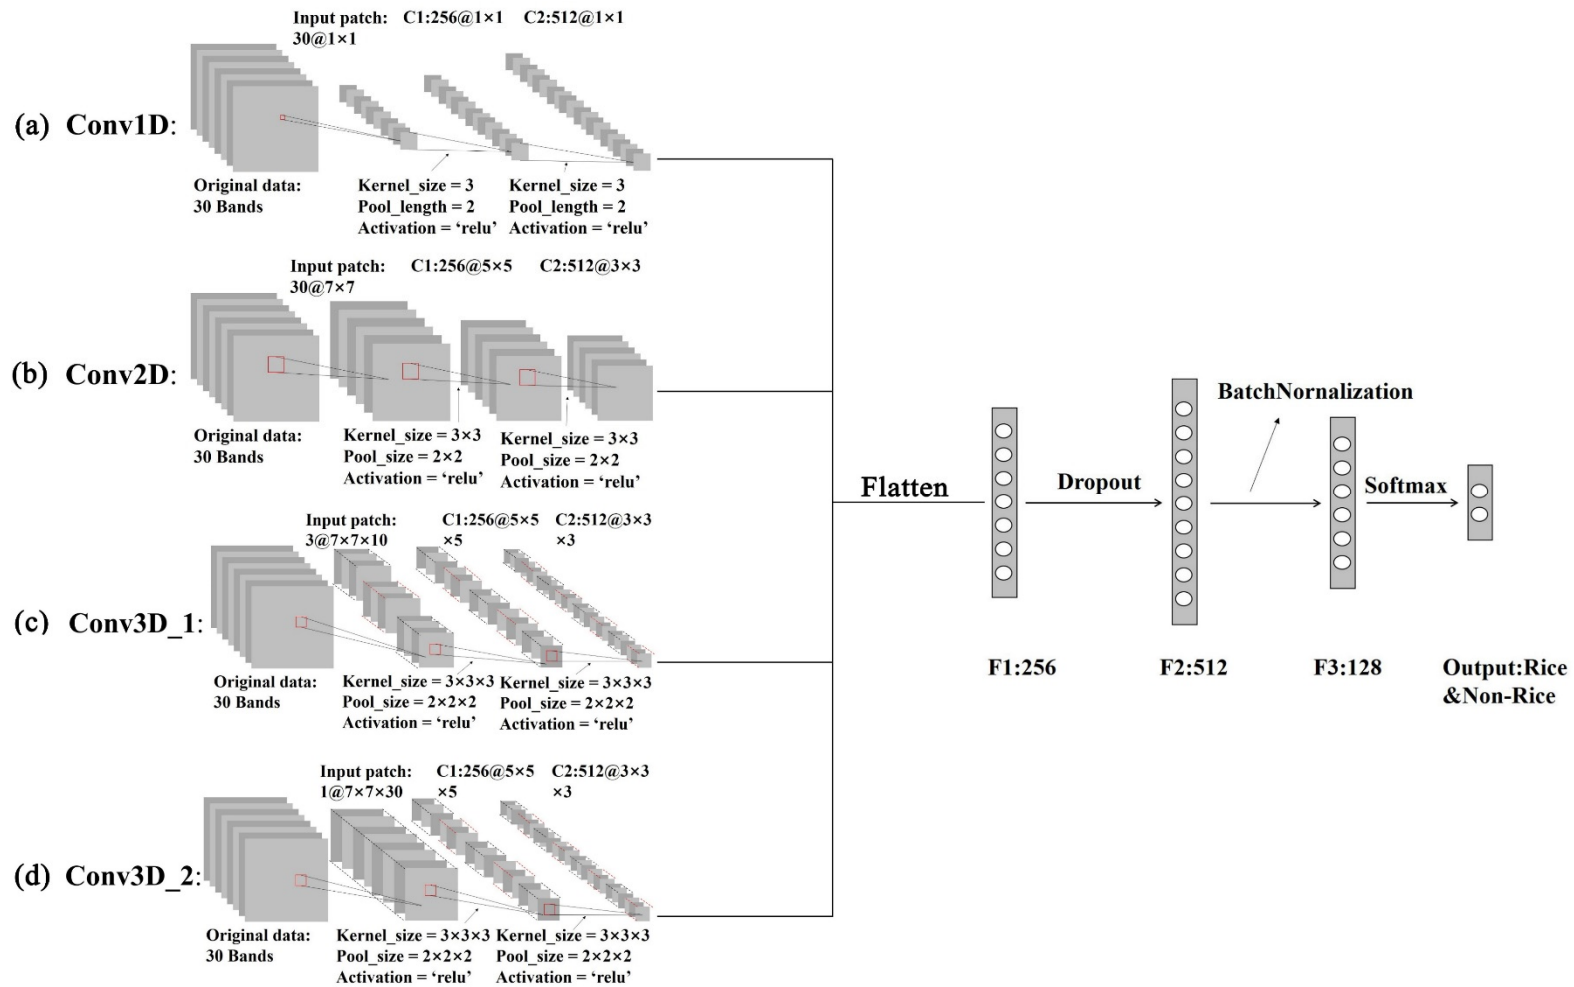 Input patch: C1:256@1×1 C2:512@1×1
30@1×1
(a) Conv1D:
Original data:
30 Bands
Kernel_size = 3
Pool_length = 2
Activation = ‘relu’
Kernel_size = 3
Pool_length = 2
Activation = ‘relu’
Input patch: C1:256@5×5 C2:512@3×3
30@7×7
(b) Conv2D:
Original data:
30 Bands
Kernel_size = 3×3
Pool_size = 2×2
Activation = ‘relu’
Kernel_size = 3×3
Pool_size = 2×2
Activation = ‘relu’
Input patch:
3@7×7×10
C1:256@5×5
×5
C2:512@3×3
×3
(c) Conv3D_1:
Original data:
30 Bands
Kernel_size = 3×3×3
Pool_size = 2×2×2
Activation = ‘relu’
Kernel_size = 3×3×3
Pool_size = 2×2×2
Activation = ‘relu’
Input patch:
1@7×7×30
C1:256@5×5
×5
C2:512@3×3
×3
(d) Conv3D_2:
Original data:
30 Bands
Kernel_size = 3×3×3
Pool_size = 2×2×2
Activation = ‘relu’
Kernel_size = 3×3×3
Pool_size = 2×2×2
Activation = ‘relu’
Flatten
Dropout
BatchNornalization
Softmax
F1:256
F2:512
F3:128
Output:Rice
&Non-Rice